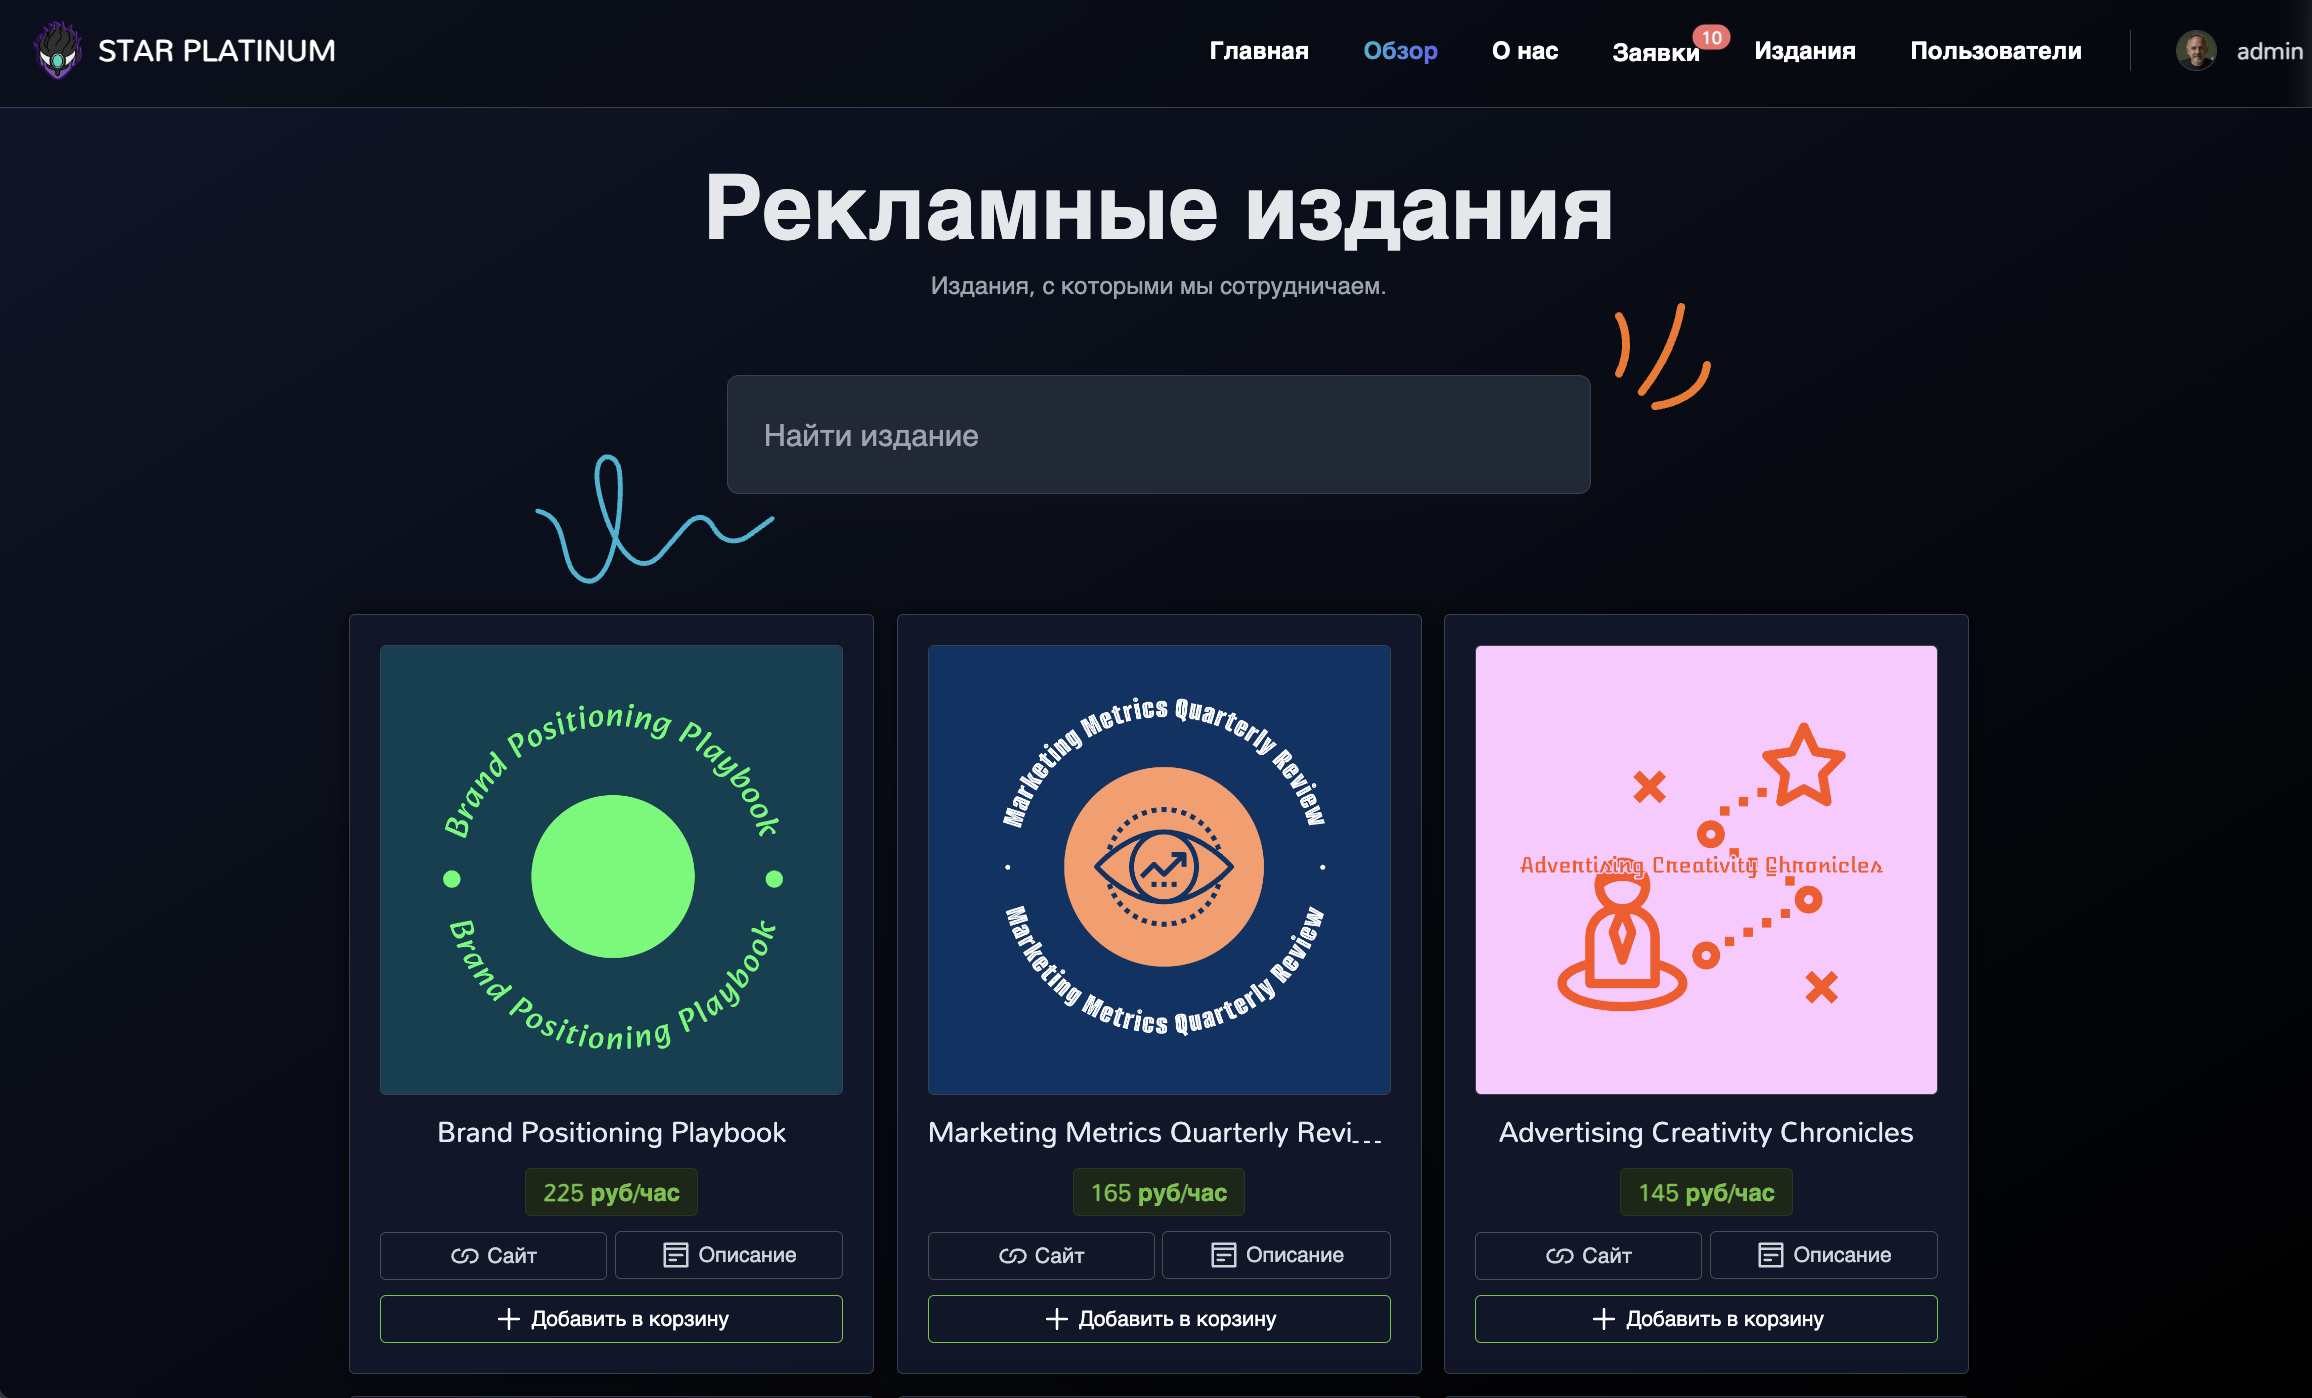 STAR PLATINUM
Главная
Обзор
О нас
Заявки
10
Издания
Пользователи
admin
Рекламные издания
Издания, с которыми мы сотрудничаем.
Найти издание
Brand Positioning Playbook
Brand Positioning Playbook
Brand Positioning Playbook
225 руб/час
Сайт
Описание
Добавить в корзину
Marketing Metrics Quarterly Review
Marketing Metrics Quarterly Review
Marketing Metrics Quarterly Revi...
165 руб/час
Сайт
Описание
Добавить в корзину
Advertising Creativity Chronicles
Advertising Creativity Chronicles
145 руб/час
Сайт
Описание
Добавить в корзину